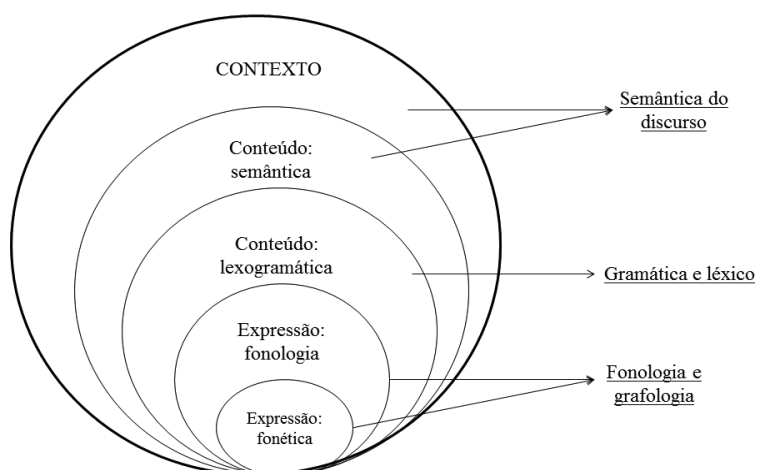 CONTEXTO
Semântica do
discurso
Conteúdo:
semântica
Conteúdo:
lexogramática
Gramática e léxico
Expressão:
fonologia
Fonologia e
grafologia
Expressão:
fonética